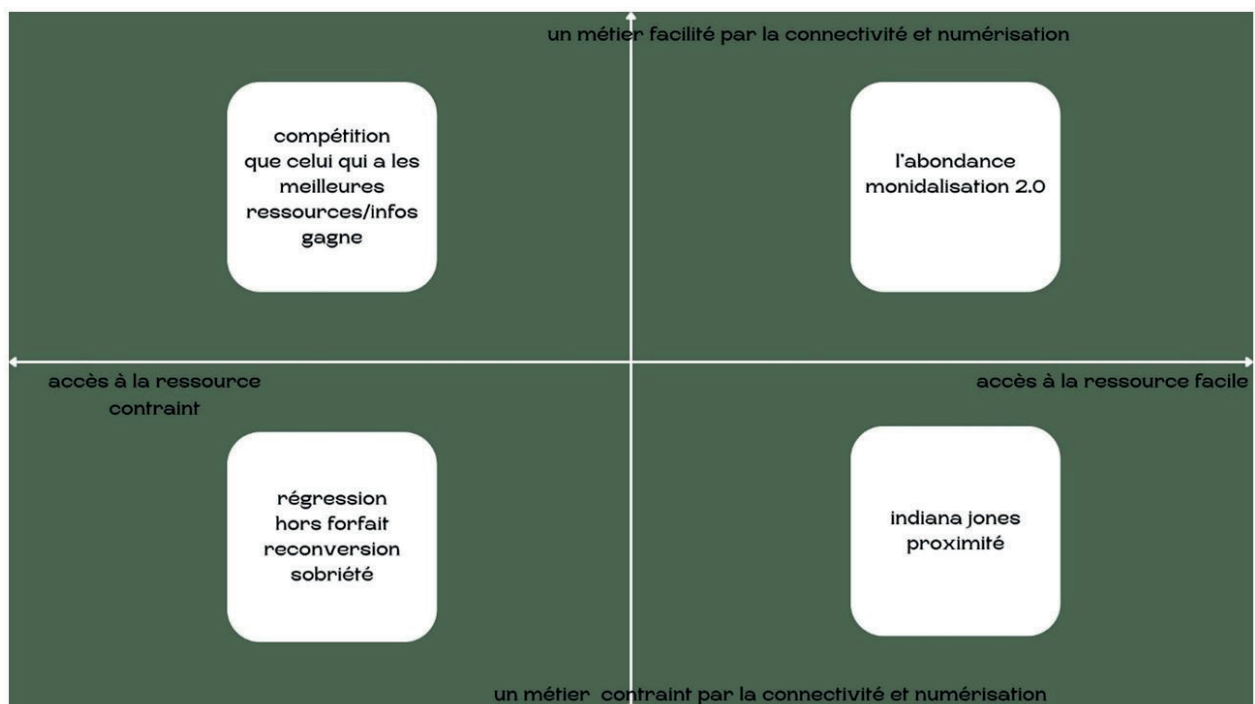 un métier facilité par la connectivité et numérisation
compétition
que celui qui a les
meilleures
ressources/infos
gagne
l'abondance
monidalisation 2.0
accès à la ressource
contraint
accès à la ressource facile
régression
hors forfait
reconversion
sobriété
indiana jones
proximité
un métier contraint par la connectivité et numérisation